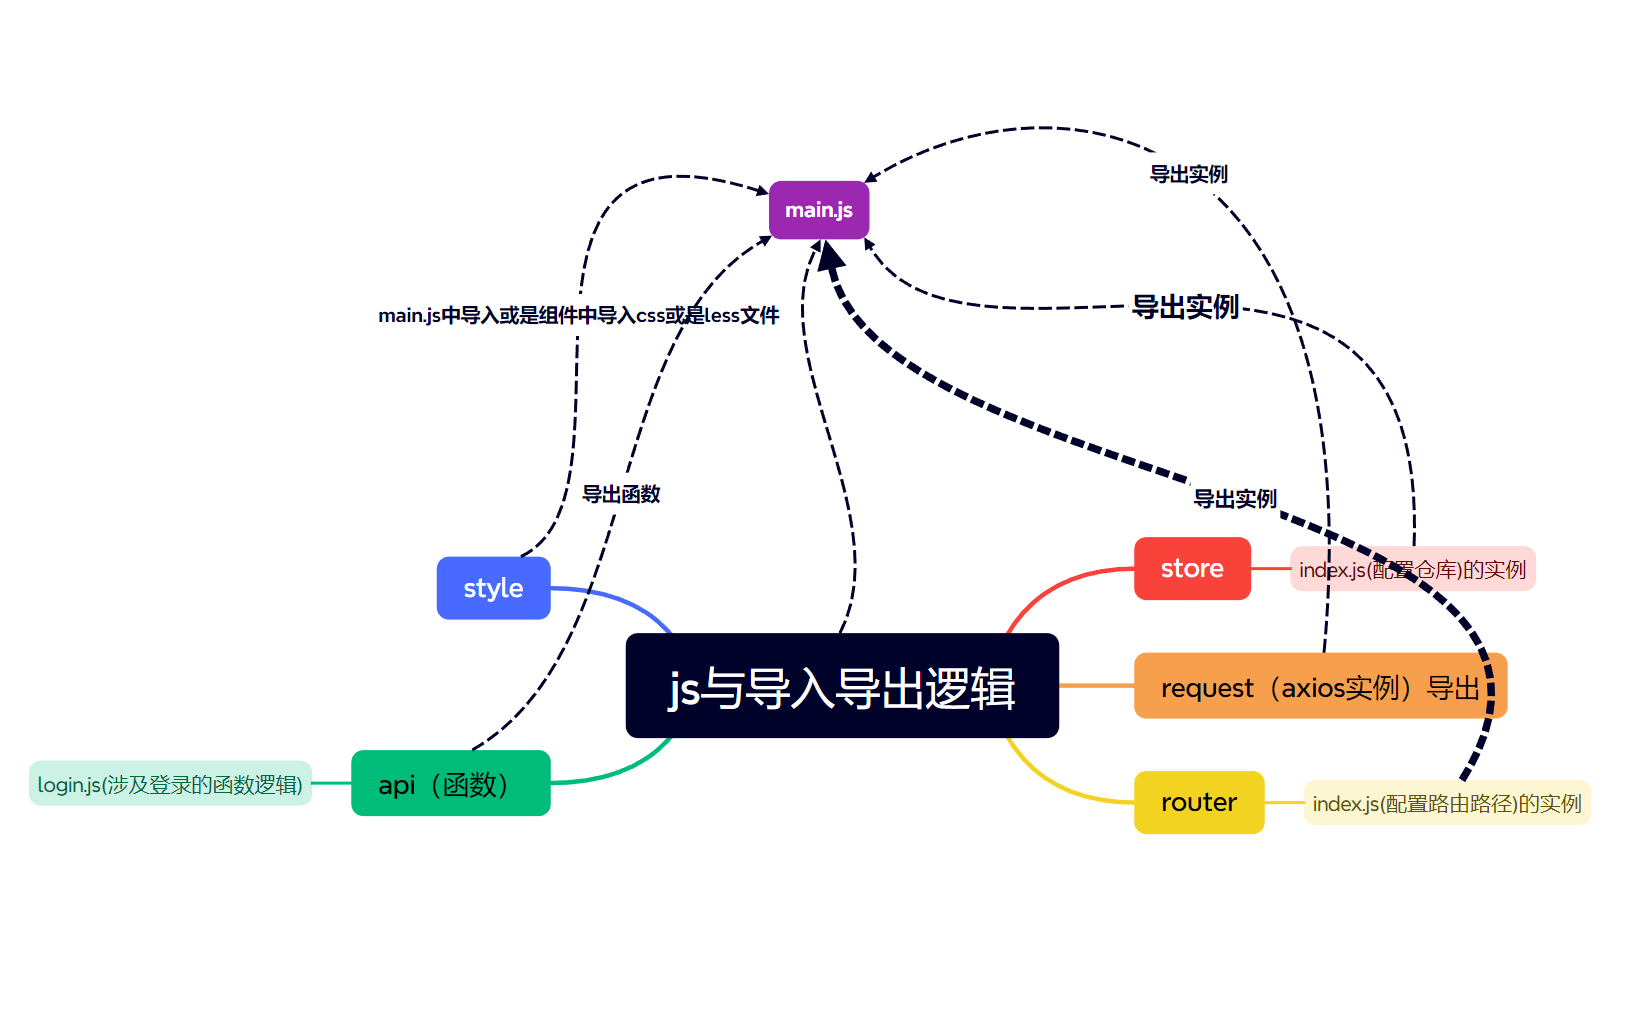 导出实例
main.js
导出实例
main.js中导入或是组件中导入css或是less文件
导出函数
导出实例
store
index.js(配置仓库)的实例
style
js与导入导出逻辑
request（axios实例）导出
login.js(涉及登录的函数逻辑)
api（函数）
router
index.js(配置路由路径)的实例